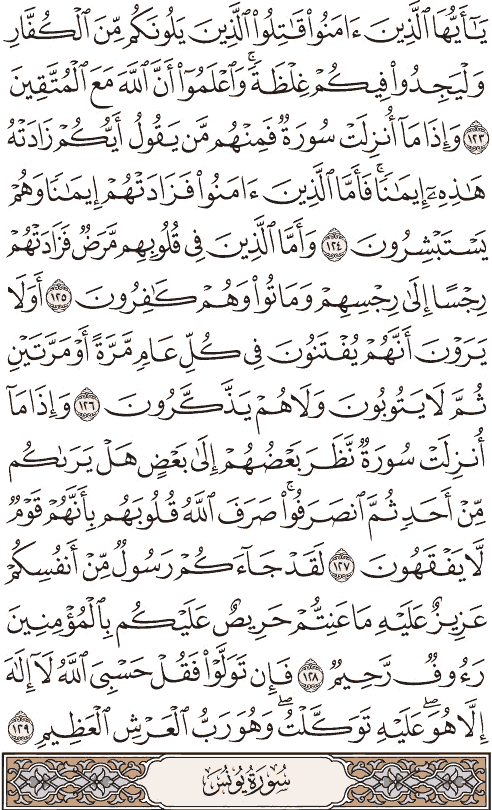 يَٰٓأَيُّهَا ٱلَّذِينَ ءَامَنُوا۟ قَٰتِلُوا۟ ٱلَّذِينَ يَلُونَكُم مِّنَ ٱلْكُفَّارِ
وَلْيَجِدُوا۟ فِيكُمْ غِلْظَةً ۚ وَٱعْلَمُوٓا۟ أَنَّ ٱللَّهَ مَعَ ٱلْمُتَّقِينَ
١٢٣ وَإِذَا مَآ أُنزِلَتْ سُورَةٌ فَمِنْهُم مَّن يَقُولُ أَيُّكُمْ زَادَتْهُ
هَٰذِهِۦٓ إِيمَٰنًا ۚ فَأَمَّا ٱلَّذِينَ ءَامَنُوا۟ فَزَادَتْهُمْ إِيمَٰنًا وَهُمْ
يَسْتَبْشِرُونَ ١٢٤ وَأَمَّا ٱلَّذِينَ فِى قُلُوبِهِم مَّرَضٌ فَزَادَتْهُمْ
رِجْسًا إِلَىٰ رِجْسِهِمْ وَمَاتُوا۟ وَهُمْ كَٰفِرُونَ ١٢٥ أَوَلَا
يَرَوْنَ أَنَّهُمْ يُفْتَنُونَ فِى كُلِّ عَامٍ مَّرَّةً أَوْ مَرَّتَيْنِ
ثُمَّ لَا يَتُوبُونَ وَلَا هُمْ يَذَّكَّرُونَ ١٢٦ وَإِذَا مَآ
أُنزِلَتْ سُورَةٌ نَّظَرَ بَعْضُهُمْ إِلَىٰ بَعْضٍ هَلْ يَرَىٰكُم
مِّنْ أَحَدٍ ثُمَّ ٱنصَرَفُوا۟ ۚ صَرَفَ ٱللَّهُ قُلُوبَهُم بِأَنَّهُمْ قَوْمٌ
لَّا يَفْقَهُونَ ١٢٧ لَقَدْ جَآءَكُمْ رَسُولٌ مِّنْ أَنفُسِكُمْ
عَزِيزٌ عَلَيْهِ مَا عَنِتُّمْ حَرِيصٌ عَلَيْكُم بِٱلْمُؤْمِنِينَ
رَءُوفٌ رَّحِيمٌ ١٢٨ فَإِن تَوَلَّوْا۟ فَقُلْ حَسْبِىَ ٱللَّهُ لَآ إِلَٰهَ
إِلَّا هُوَ ۖ عَلَيْهِ تَوَكَّلْتُ ۖ وَهُوَ رَبُّ ٱلْعَرْشِ ٱلْعَظِيمِ ١٢٩
سُورَةُ يُونُسَ